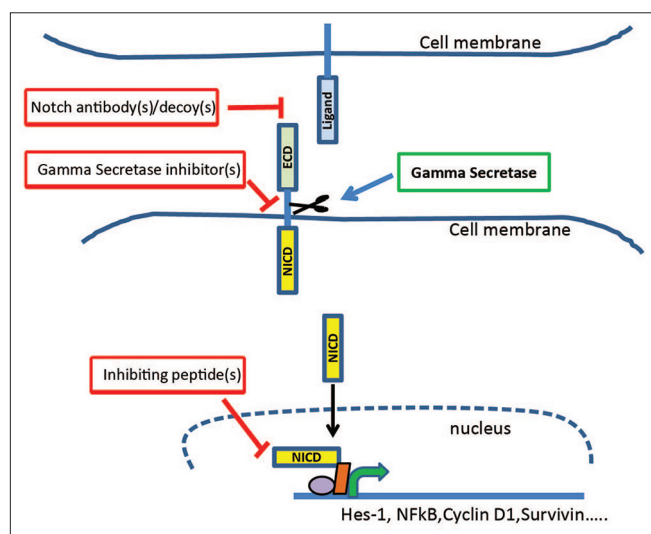 Cell membrane
Ligand
Notch antibody(s)/decoy(s)
ECD
Gamma Secretase inhibitor(s)
Gamma Secretase
Cell membrane
NICD
NICD
Inhibiting peptide(s)
nucleus
NICD
Hes-1, NFkB,Cyclin D1,Survivin.....